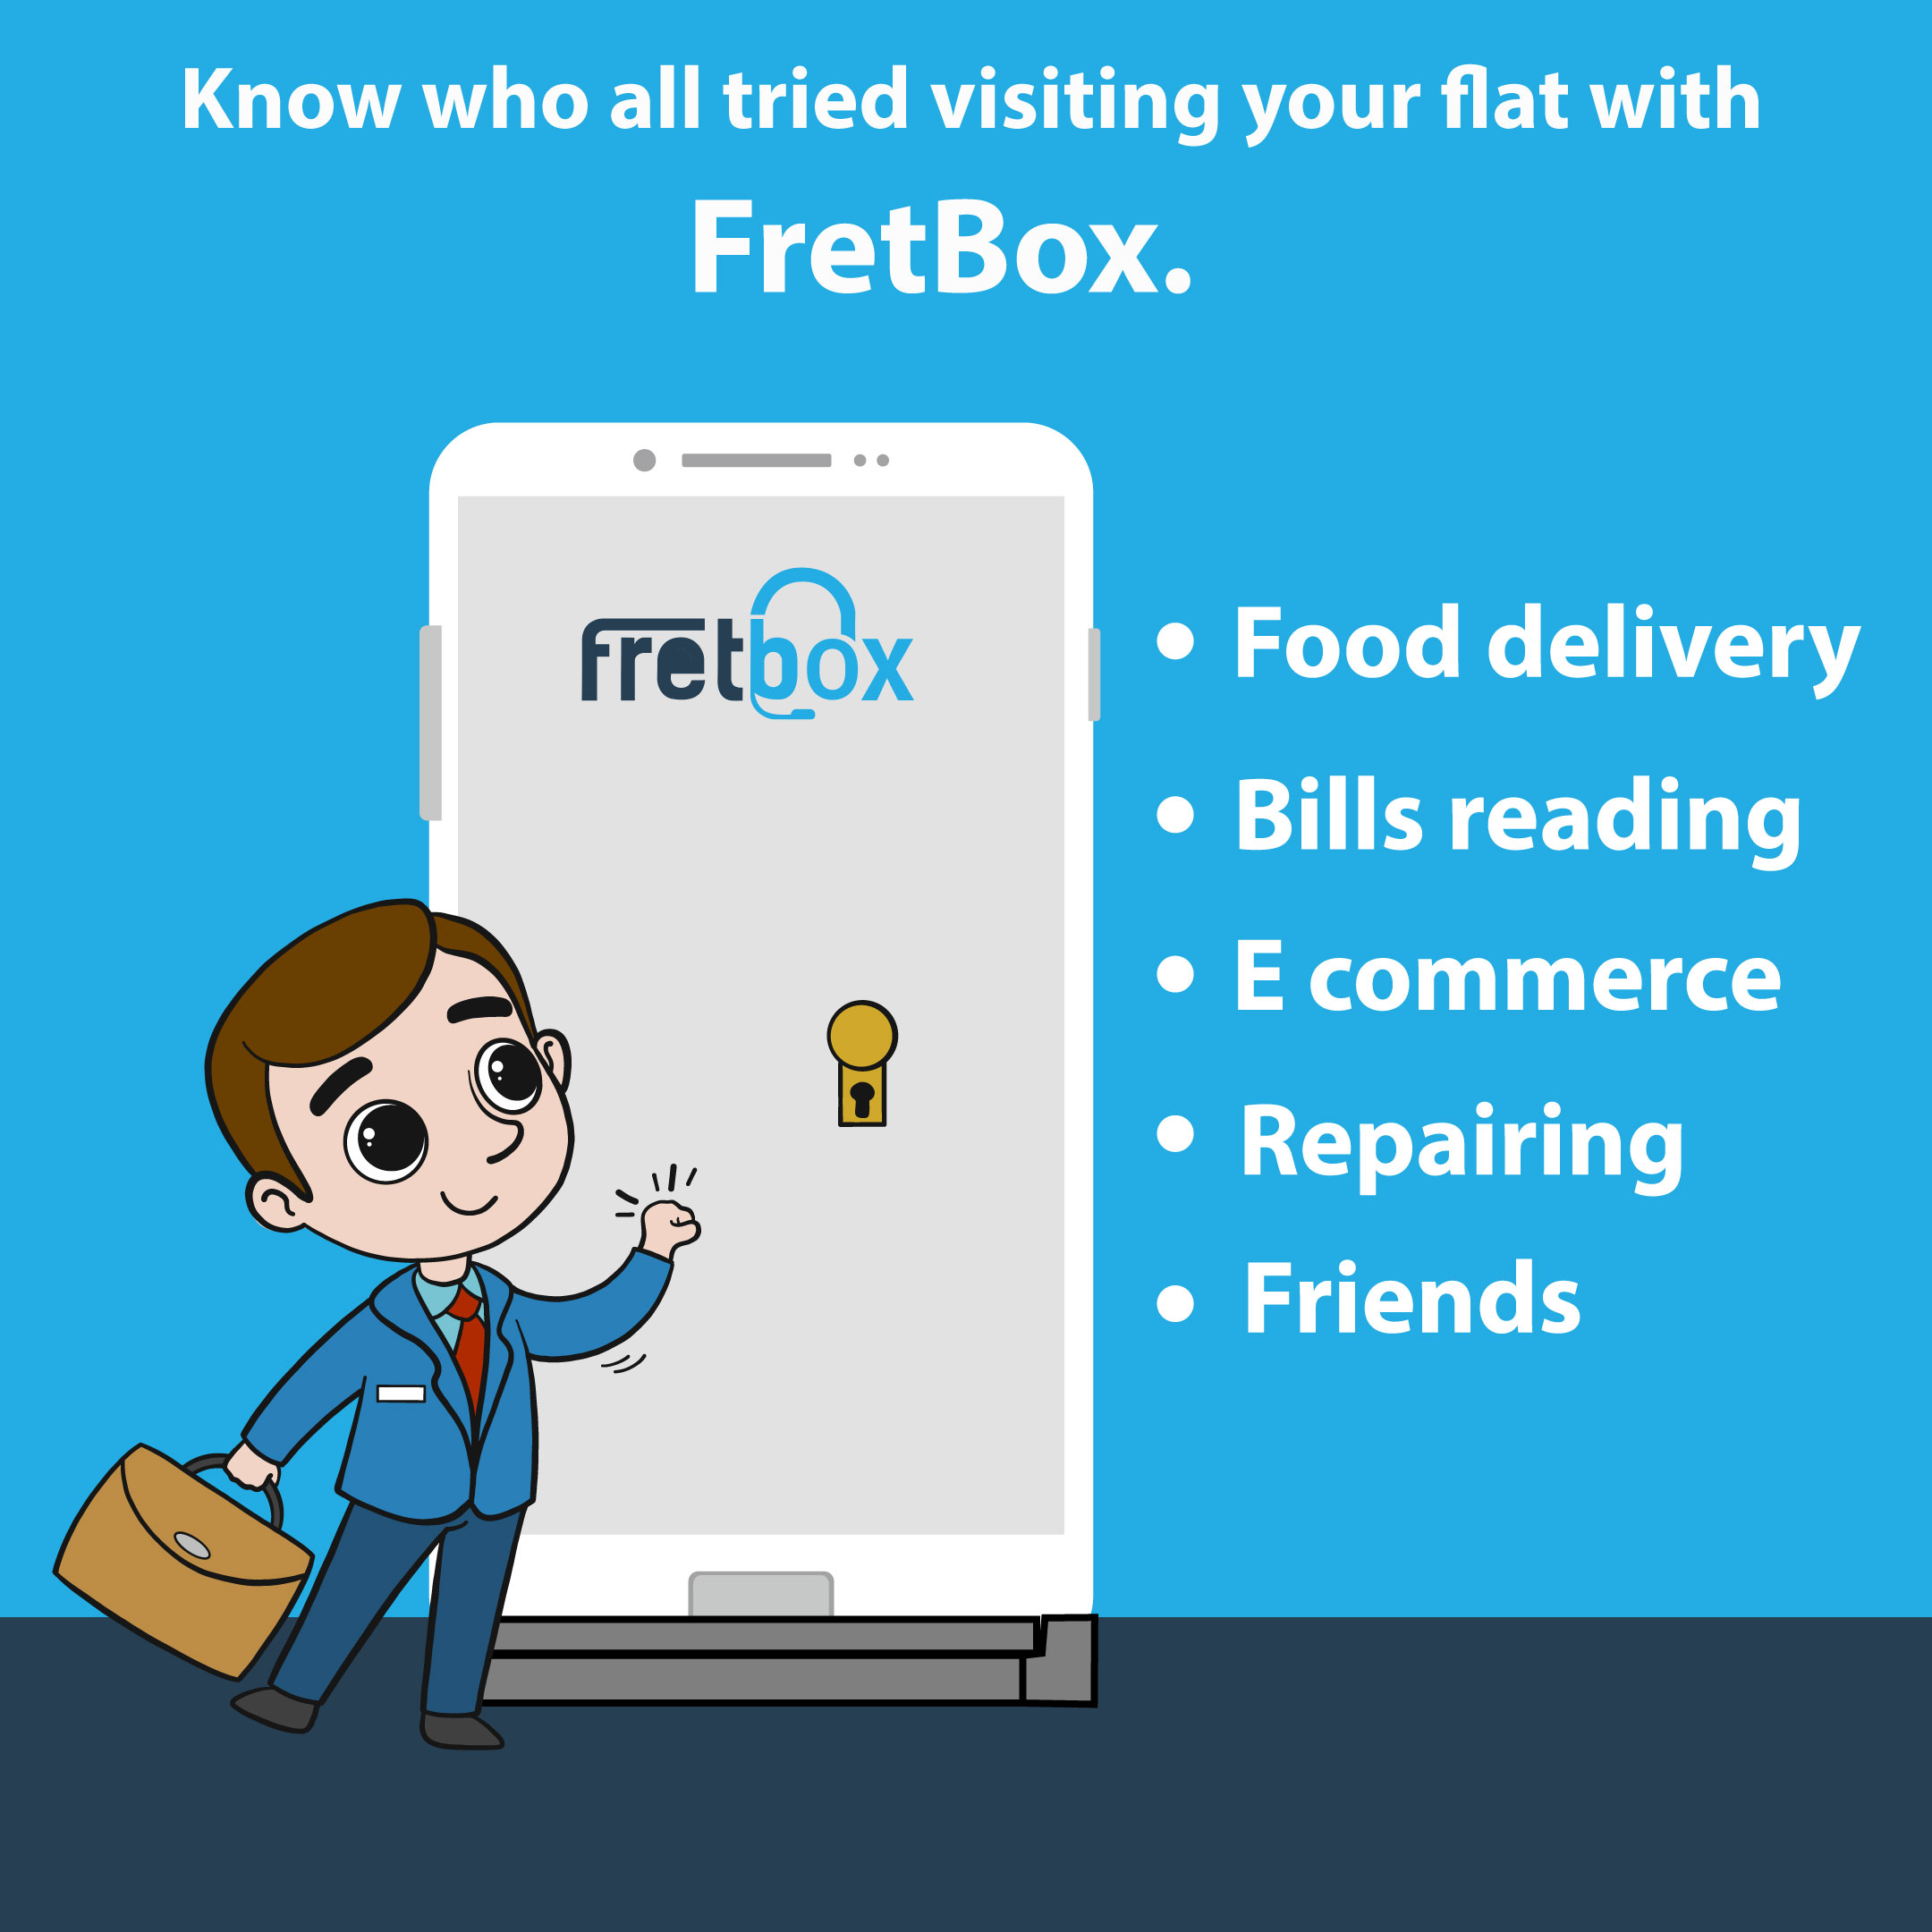 Know who all tried visiting your flat with
FretBox.
fretbox
• Food delivery
• Bills reading
• E commerce
• Repairing
• Friends